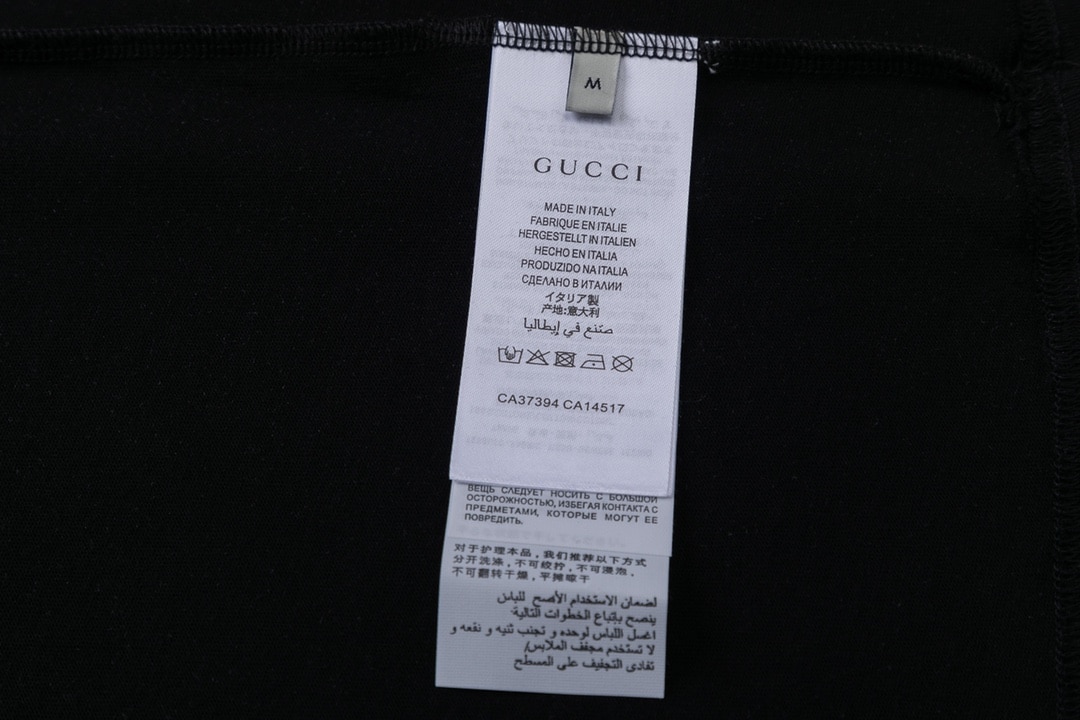 M
GUCCI
MADE IN ITALY
FABRIQUE EN ITALIE
HERGESTELLT IN ITALIEN
HECHO EN ITALIA
PRODUZIDO NA ITALIA
СДЕЛАНО В ИТАЛИИ
イタリア製
产地:意大利
صنع في إيطاليا
CA37394 CA14517
ВЕЩЬ СЛЕДУЕТ НОСИТЬ С БОЛЬШОЙ
ОСТОРОЖНОСТЬЮ, ИЗБЕГАЯ КОНТАКТА С
ПРЕДМЕТАМИ, КОТОРЫЕ МОГУТ ЕЕ
ПОВРЕДИТЬ.
对于护理本品，我们推荐以下方式
分开洗涤，不可绞拧，不可浸泡、
不可翻转干燥，平摊晾干
لضمان الاستخدام الأصح للباس
ينصح بإتباع الخطوات التالية:
اغسل اللباس لوحده و تجنب ثنيه و نقعه و
لا تستخدم مجفف الملابس/
تفادى التجفيف على المسطح